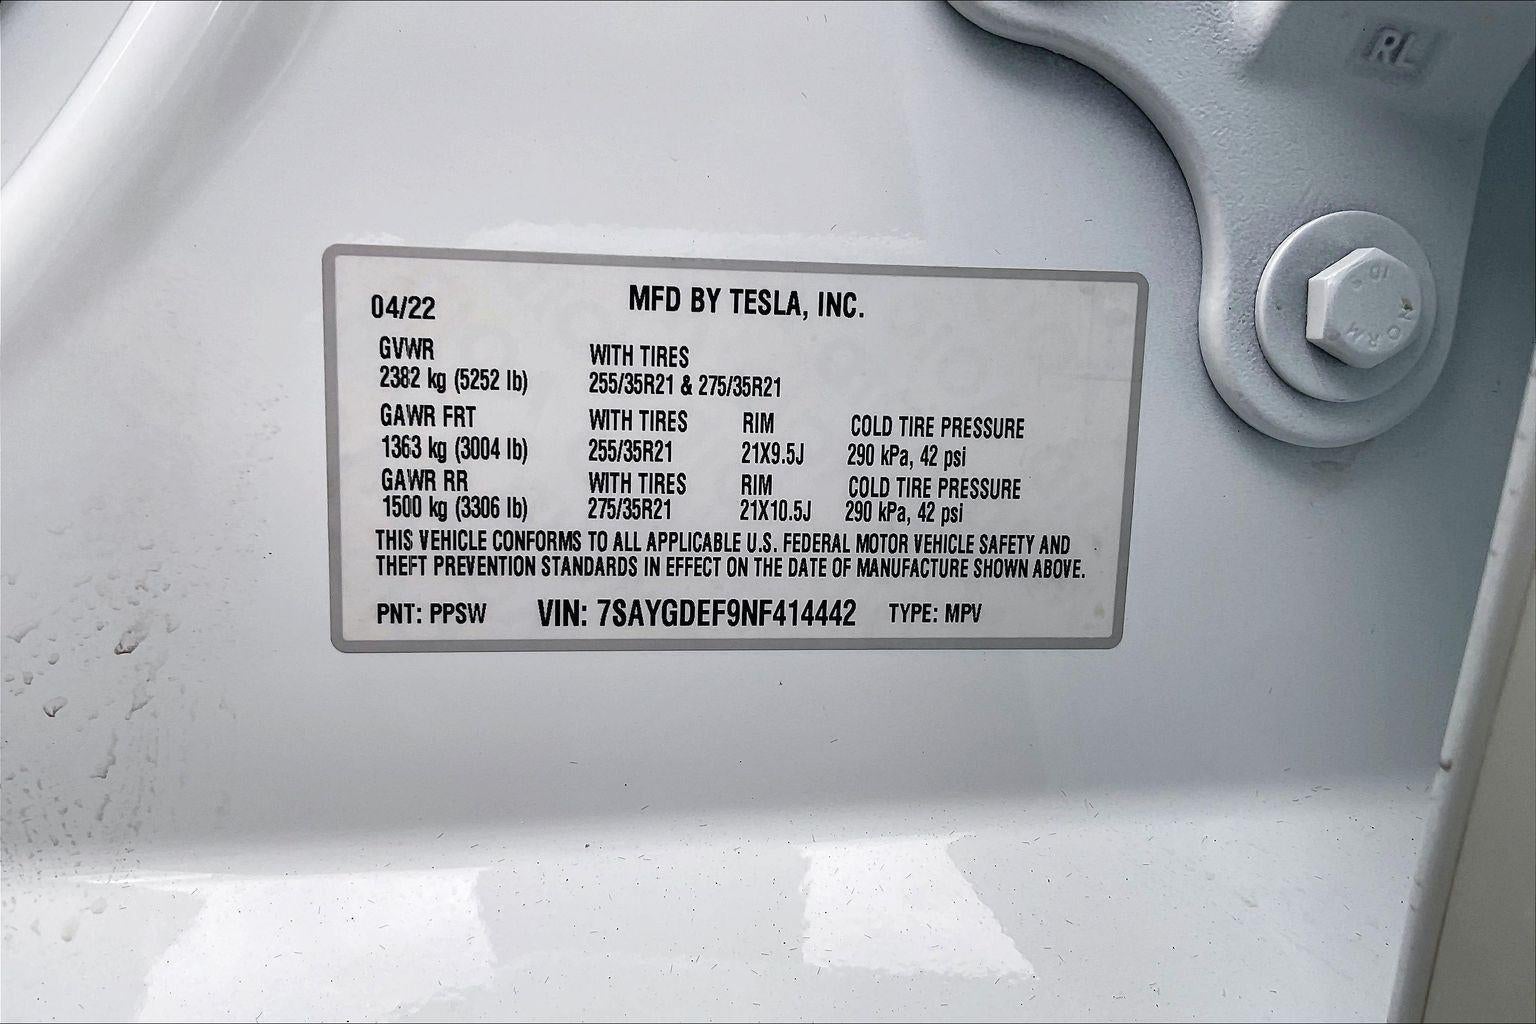 RL
04/22 MFD BY TESLA, INC.
GVWR WITH TIRES
2382 kg (5252 lb) 255/35R21 & 275/35R21
GAWR FRT WITH TIRES RIM COLD TIRE PRESSURE
1363 kg (3004 lb) 255/35R21 21X9.5J 290 kPa, 42 psi
GAWR RR WITH TIRES RIM COLD TIRE PRESSURE
1500 kg (3306 lb) 275/35R21 21X10.5J 290 kPa, 42 psi
THIS VEHICLE CONFORMS TO ALL APPLICABLE U.S. FEDERAL MOTOR VEHICLE SAFETY AND
THEFT PREVENTION STANDARDS IN EFFECT ON THE DATE OF MANUFACTURE SHOWN ABOVE.
PNT: PPSW VIN: 7SAYGDEF9NF414442 TYPE: MPV